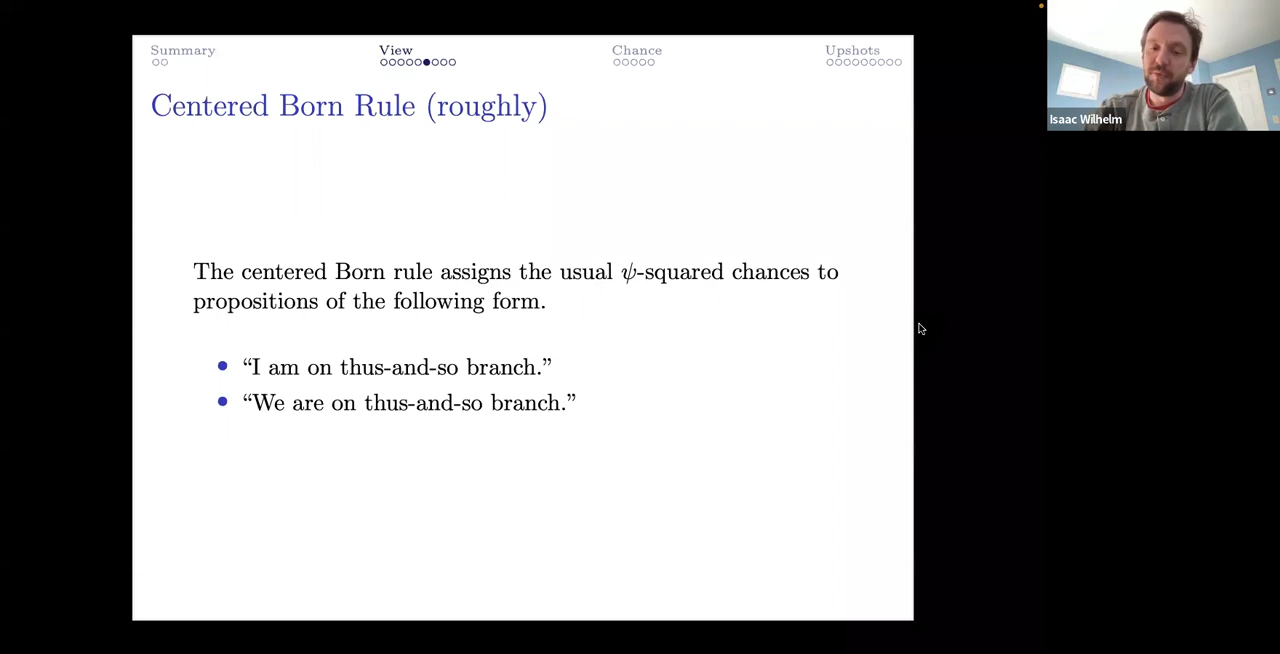 Summary View Chance Upshots
Centered Born Rule (roughly)
The centered Born rule assigns the usual ψ-squared chances to
propositions of the following form.
“I am on thus-and-so branch.”
“We are on thus-and-so branch.”
Isaac Wilhelm